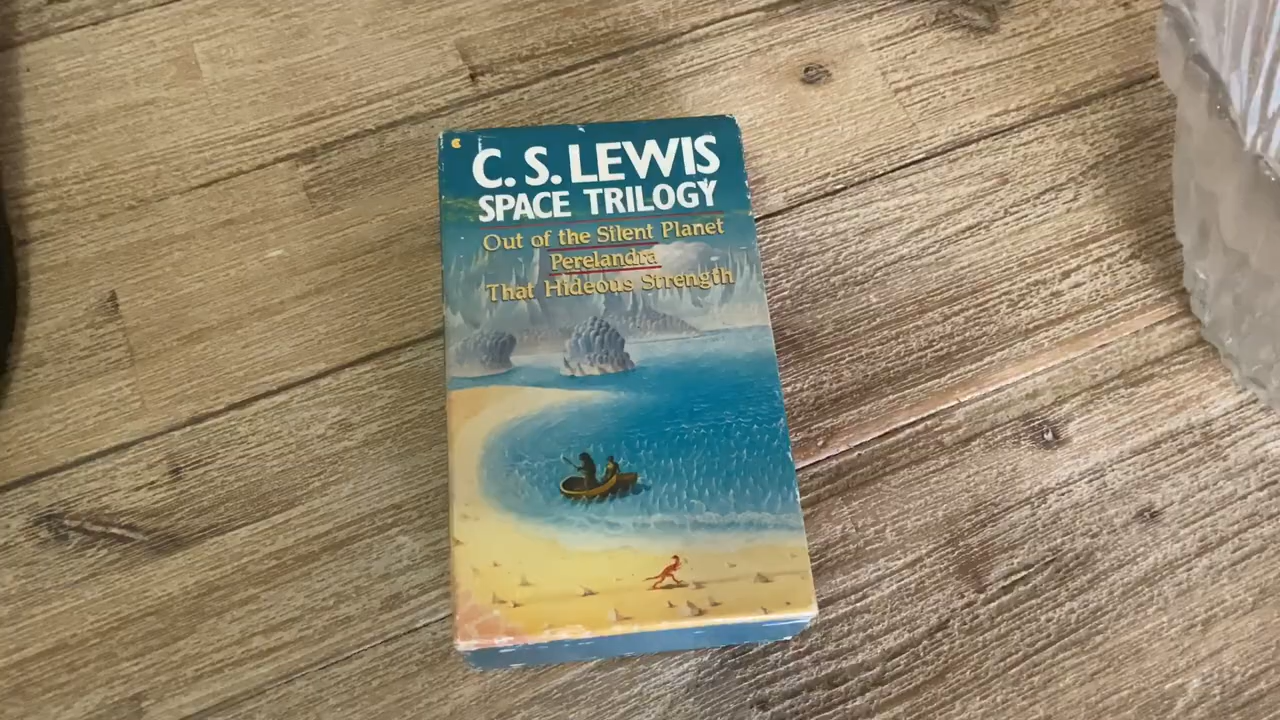 C. S. LEWIS
SPACE TRILOGY
Out of the Silent Planet
Perelandra
That Hideous Strength